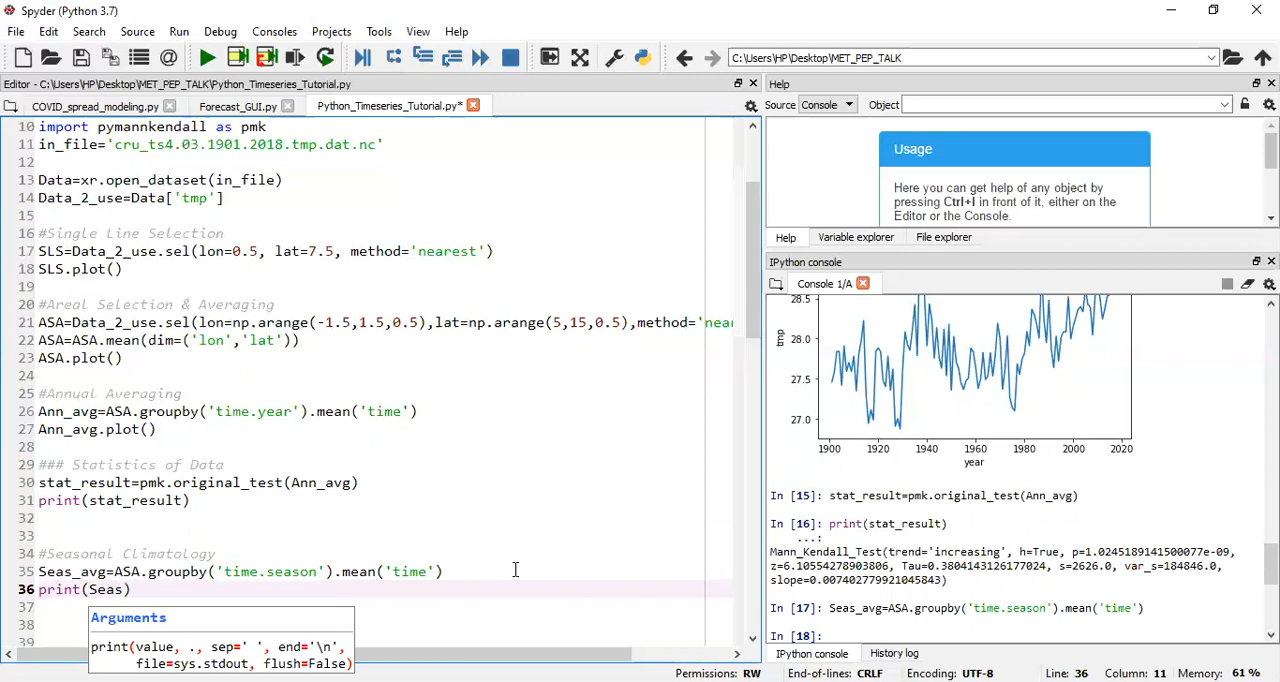 Spyder (Python 3.7)
File Edit Search Source Run Debug Consoles Projects Tools View Help
C:\Users\HP\Desktop\MET_PEP_TALK
Editor - C:\Users\HP\Desktop\MET_PEP_TALK\Python_Timeseries_Tutorial.py
COVID_spread_modeling.py Forecast_GUI.py Python_Timeseries_Tutorial.py*
10 import pymannkendall as pmk
11 in_file='cru_ts4.03.1901.2018.tmp.dat.nc'
12
13 Data=xr.open_dataset(in_file)
14 Data_2_use=Data['tmp']
15
16 #Single Line Selection
17 SLS=Data_2_use.sel(lon=0.5, lat=7.5, method='nearest')
18 SLS.plot()
19
20 #Areal Selection & Averaging
21 ASA=Data_2_use.sel(lon=np.arange(-1.5,1.5,0.5),lat=np.arange(5,15,0.5),method='near
22 ASA=ASA.mean(dim=('lon','lat'))
23 ASA.plot()
24
25 #Annual Averaging
26 Ann_avg=ASA.groupby('time.year').mean('time')
27 Ann_avg.plot()
28
29 ### Statistics of Data
30 stat_result=pmk.original_test(Ann_avg)
31 print(stat_result)
32
33
34 #Seasonal Climatology
35 Seas_avg=ASA.groupby('time.season').mean('time')
36 print(Seas)
37
38
39
Arguments
print(value, ., sep=' ', end='\n',
file=sys.stdout, flush=False)
Help
Source Console Object
Usage
Here you can get help of any object by
pressing Ctrl+I in front of it, either on the
Editor or the Console.
Help Variable explorer File explorer
IPython console
Console 1/A
28.5
28.0
27.5
27.0
tmp
1900 1920 1940 1960 1980 2000 2020
year
In [15]: stat_result=pmk.original_test(Ann_avg)
In [16]: print(stat_result)
...:
Mann_Kendall_Test(trend='increasing', h=True, p=1.0245189141500077e-09,
z=6.10554278903806, Tau=0.3804143126177024, s=2626.0, var_s=184846.0,
slope=0.007402779921045843)
In [17]: Seas_avg=ASA.groupby('time.season').mean('time')
In [18]:
IPython console History log
Permissions: RW End-of-lines: CRLF Encoding: UTF-8 Line: 36 Column: 11 Memory: 61 %